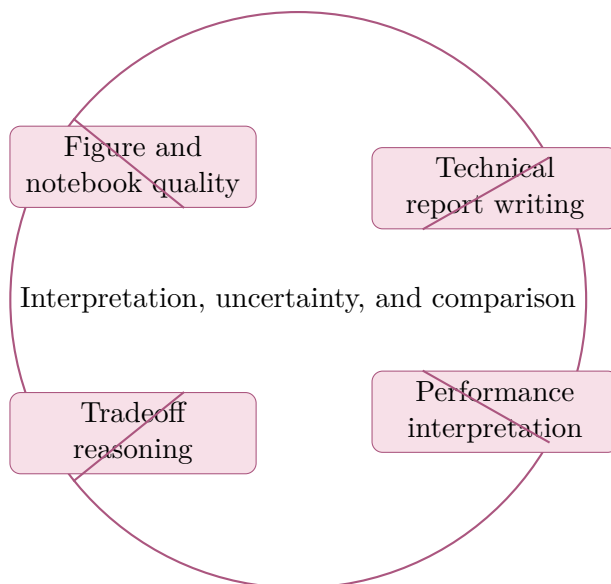 Figure and
notebook quality
Technical
report writing
Interpretation, uncertainty, and comparison
Tradeoff
reasoning
Performance
interpretation